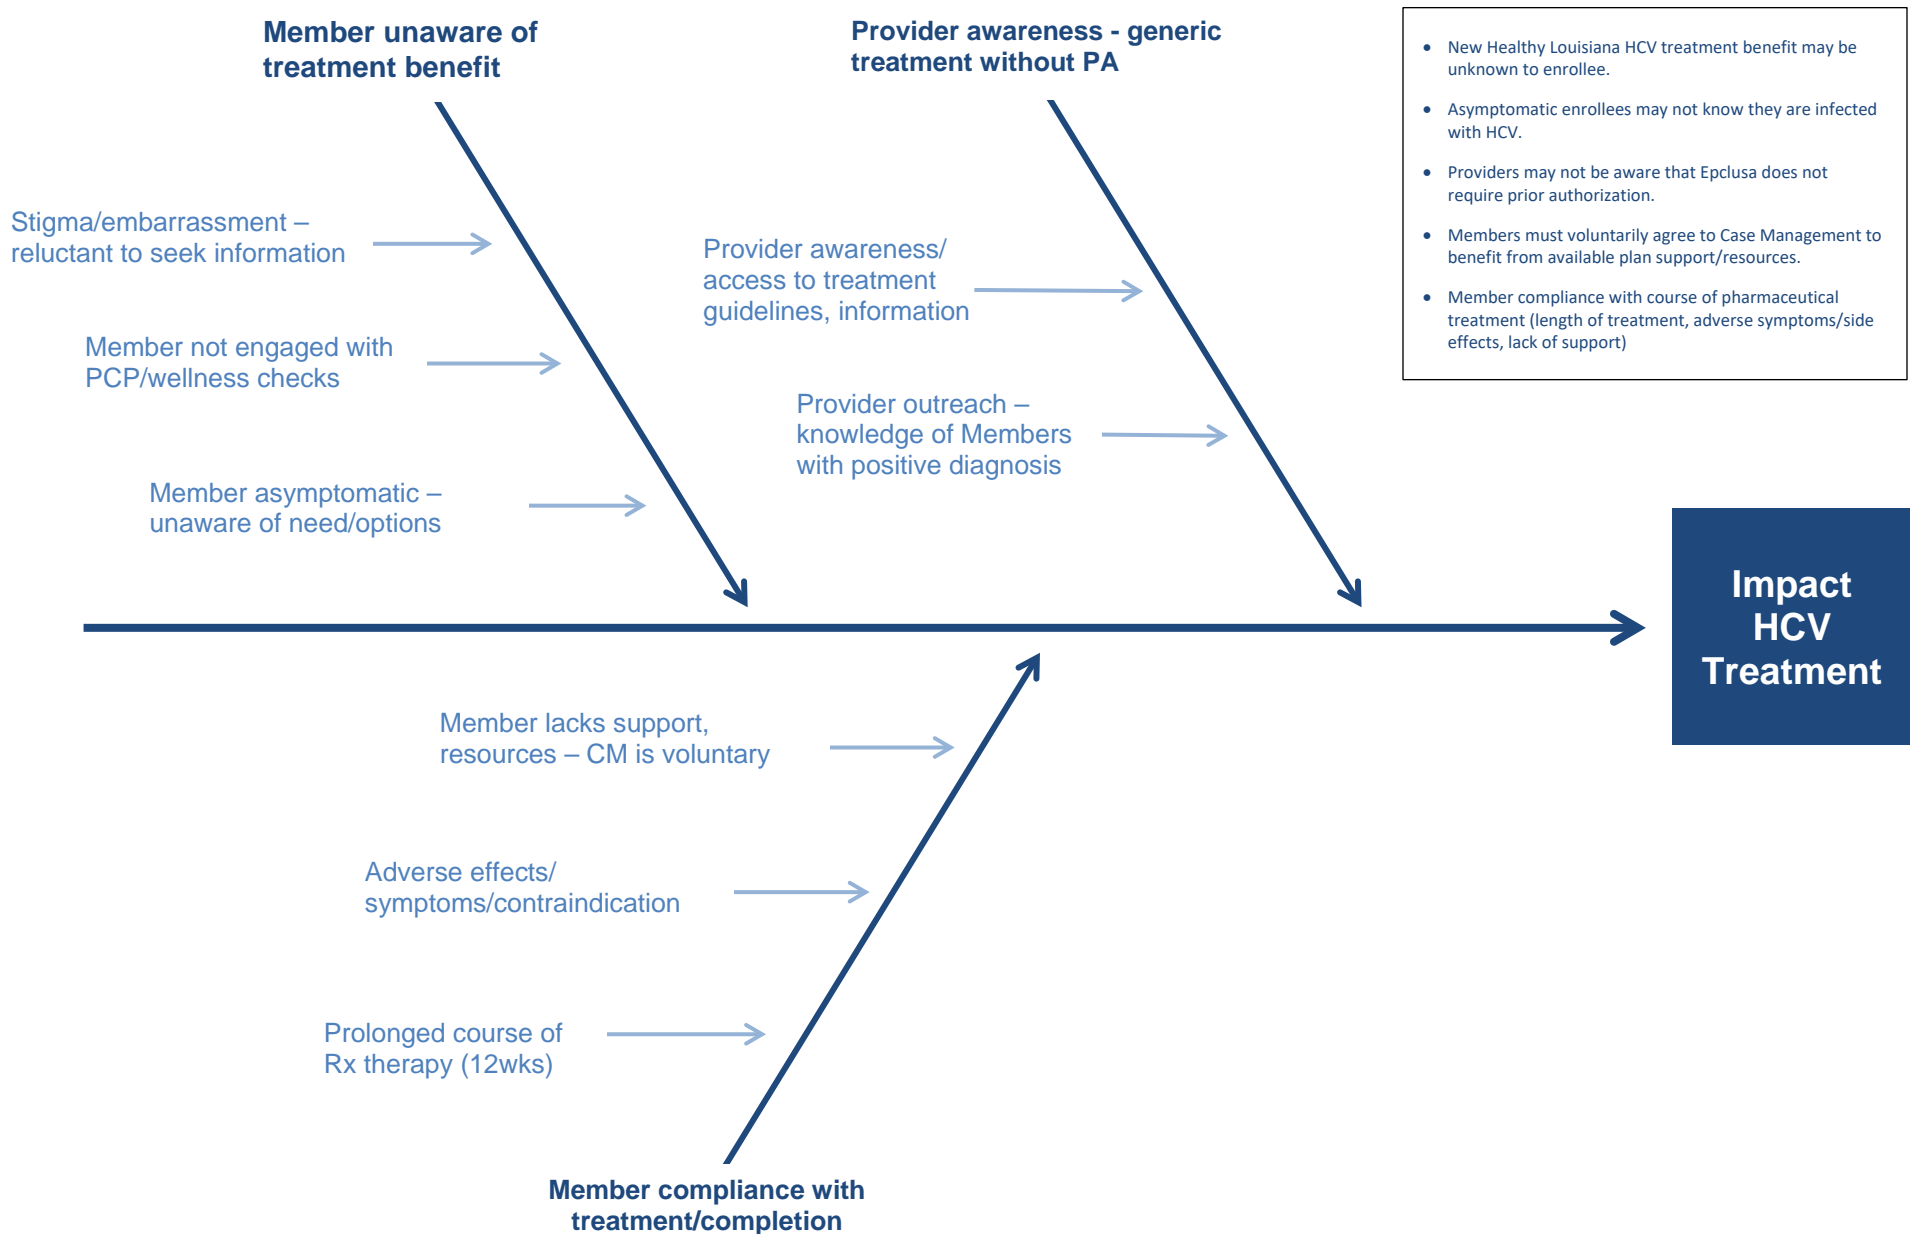 Member unaware of
treatment benefit
Provider awareness - generic
treatment without PA
• New Healthy Louisiana HCV treatment benefit may be
unknown to enrollee.
• Asymptomatic enrollees may not know they are infected
with HCV.
• Providers may not be aware that Epclusa does not
require prior authorization.
• Members must voluntarily agree to Case Management to
benefit from available plan support/resources.
• Member compliance with course of pharmaceutical
treatment (length of treatment, adverse symptoms/side
effects, lack of support)
Stigma/embarrassment –
reluctant to seek information
Member not engaged with
PCP/wellness checks
Member asymptomatic –
unaware of need/options
Provider awareness/
access to treatment
guidelines, information
Provider outreach –
knowledge of Members
with positive diagnosis
Impact
HCV
Treatment
Member lacks support,
resources – CM is voluntary
Adverse effects/
symptoms/contraindication
Prolonged course of
Rx therapy (12wks)
Member compliance with
treatment/completion